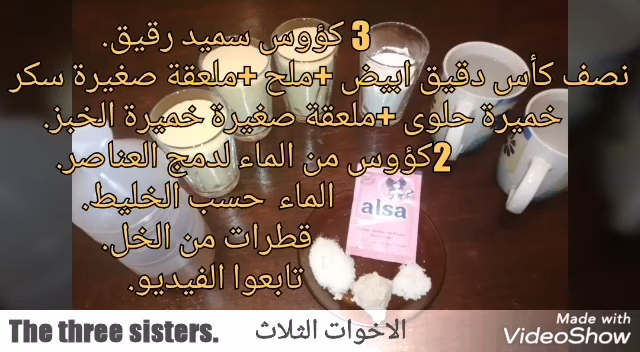 3 كؤوس سميد رقيق.
نصف كأس دقيق ابيض +ملح +ملعقة صغيرة سكر
خميرة حلوى +ملعقة صغيرة خميرة الخبز.
2كؤوس من الماء لدمج العناصر.
الماء حسب الخليط.
قطرات من الخل.
تابعوا الفيديو.
alsa
The three sisters. الاخوات الثلاث
Made with
VideoShow